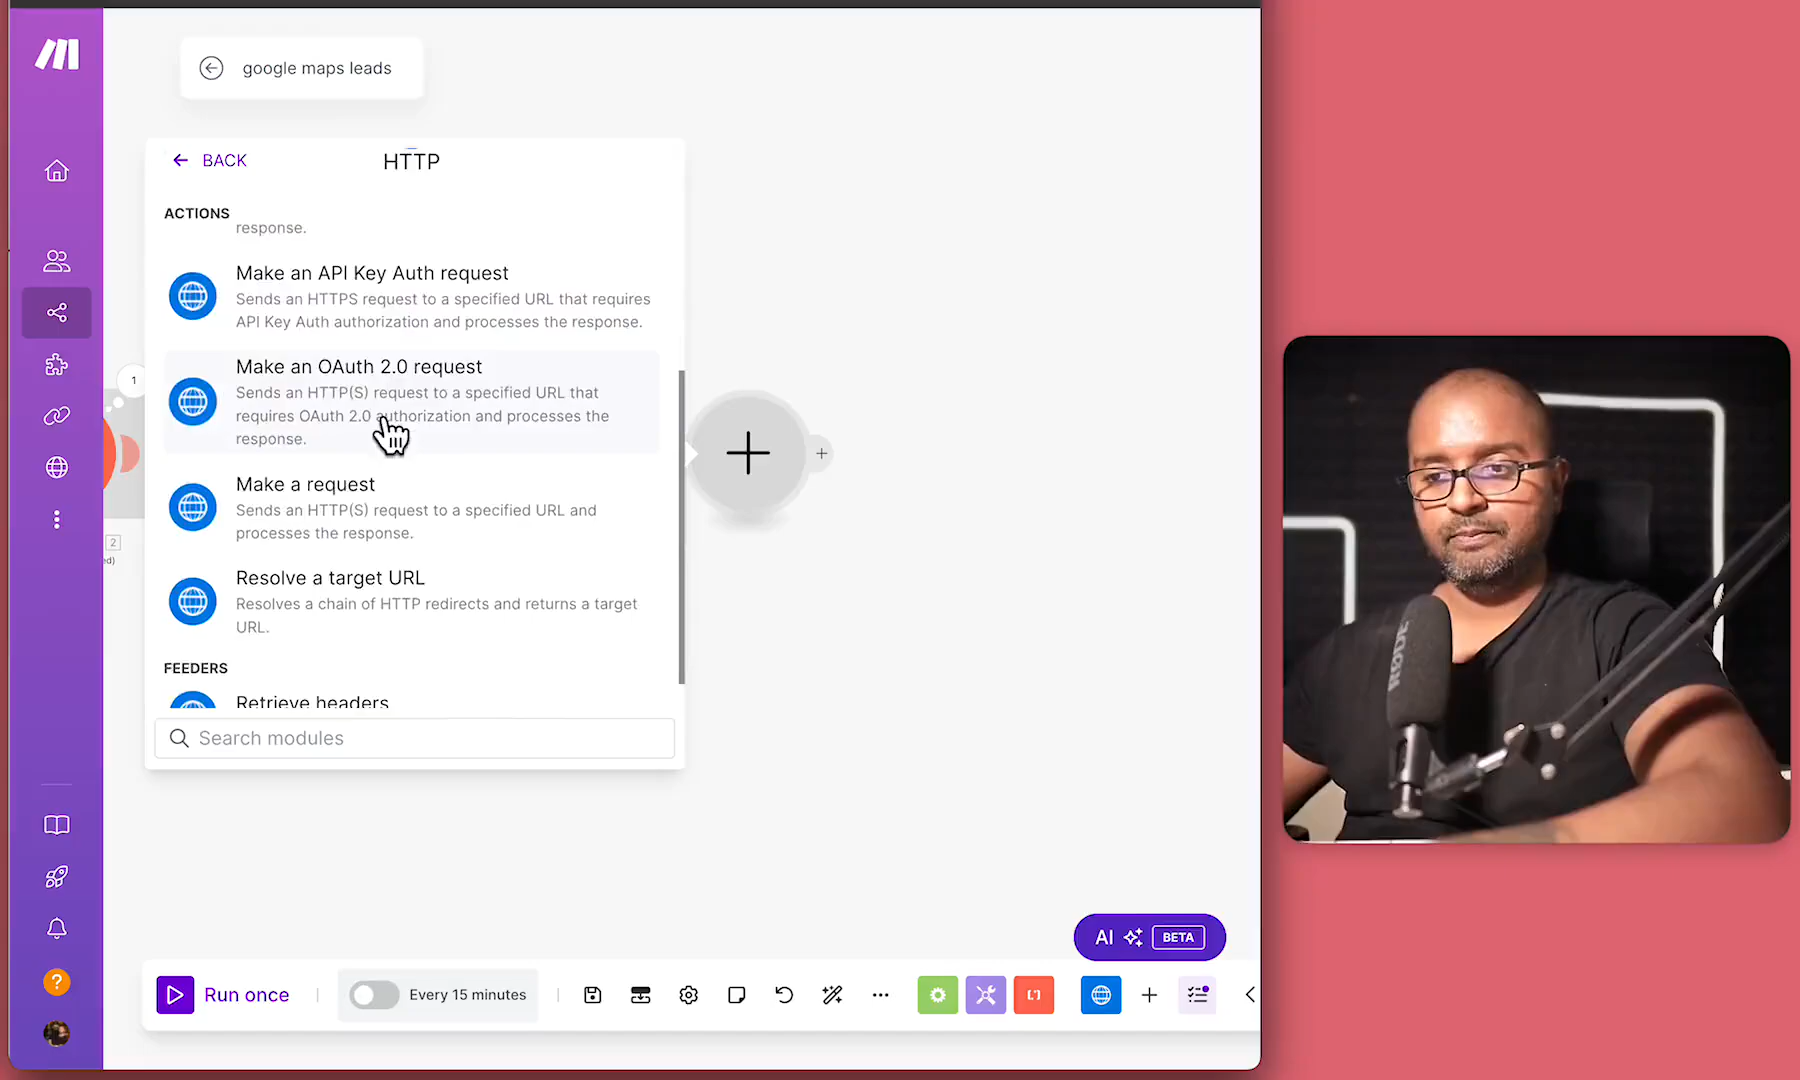 google maps leads
BACK
HTTP
ACTIONS
response.
Make an API Key Auth request
Sends an HTTPS request to a specified URL that requires
API Key Auth authorization and processes the response.
Make an OAuth 2.0 request
Sends an HTTP(S) request to a specified URL that
requires OAuth 2.0 authorization and processes the
response.
Make a request
Sends an HTTP(S) request to a specified URL and
processes the response.
Resolve a target URL
Resolves a chain of HTTP redirects and returns a target
URL.
FEEDERS
Retrieve headers
Search modules
1
2
ed)
RODE
AI BETA
Run once
Every 15 minutes